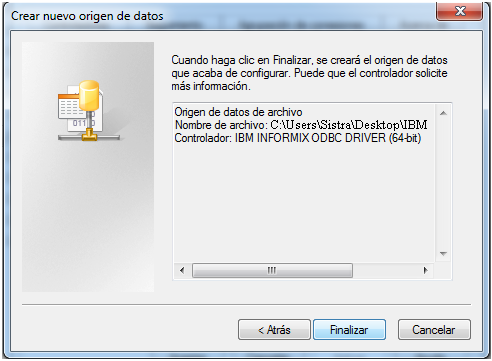 Crear nuevo origen de datos
Cuando haga clic en Finalizar, se creará el origen de datos
que acaba de configurar. Puede que el controlador solicite
más información.
Origen de datos de archivo
Nombre de archivo: C:\Users\Sistra\Desktop\IBM
Controlador: IBM INFORMIX ODBC DRIVER (64-bit)
< Atrás
Finalizar
Cancelar